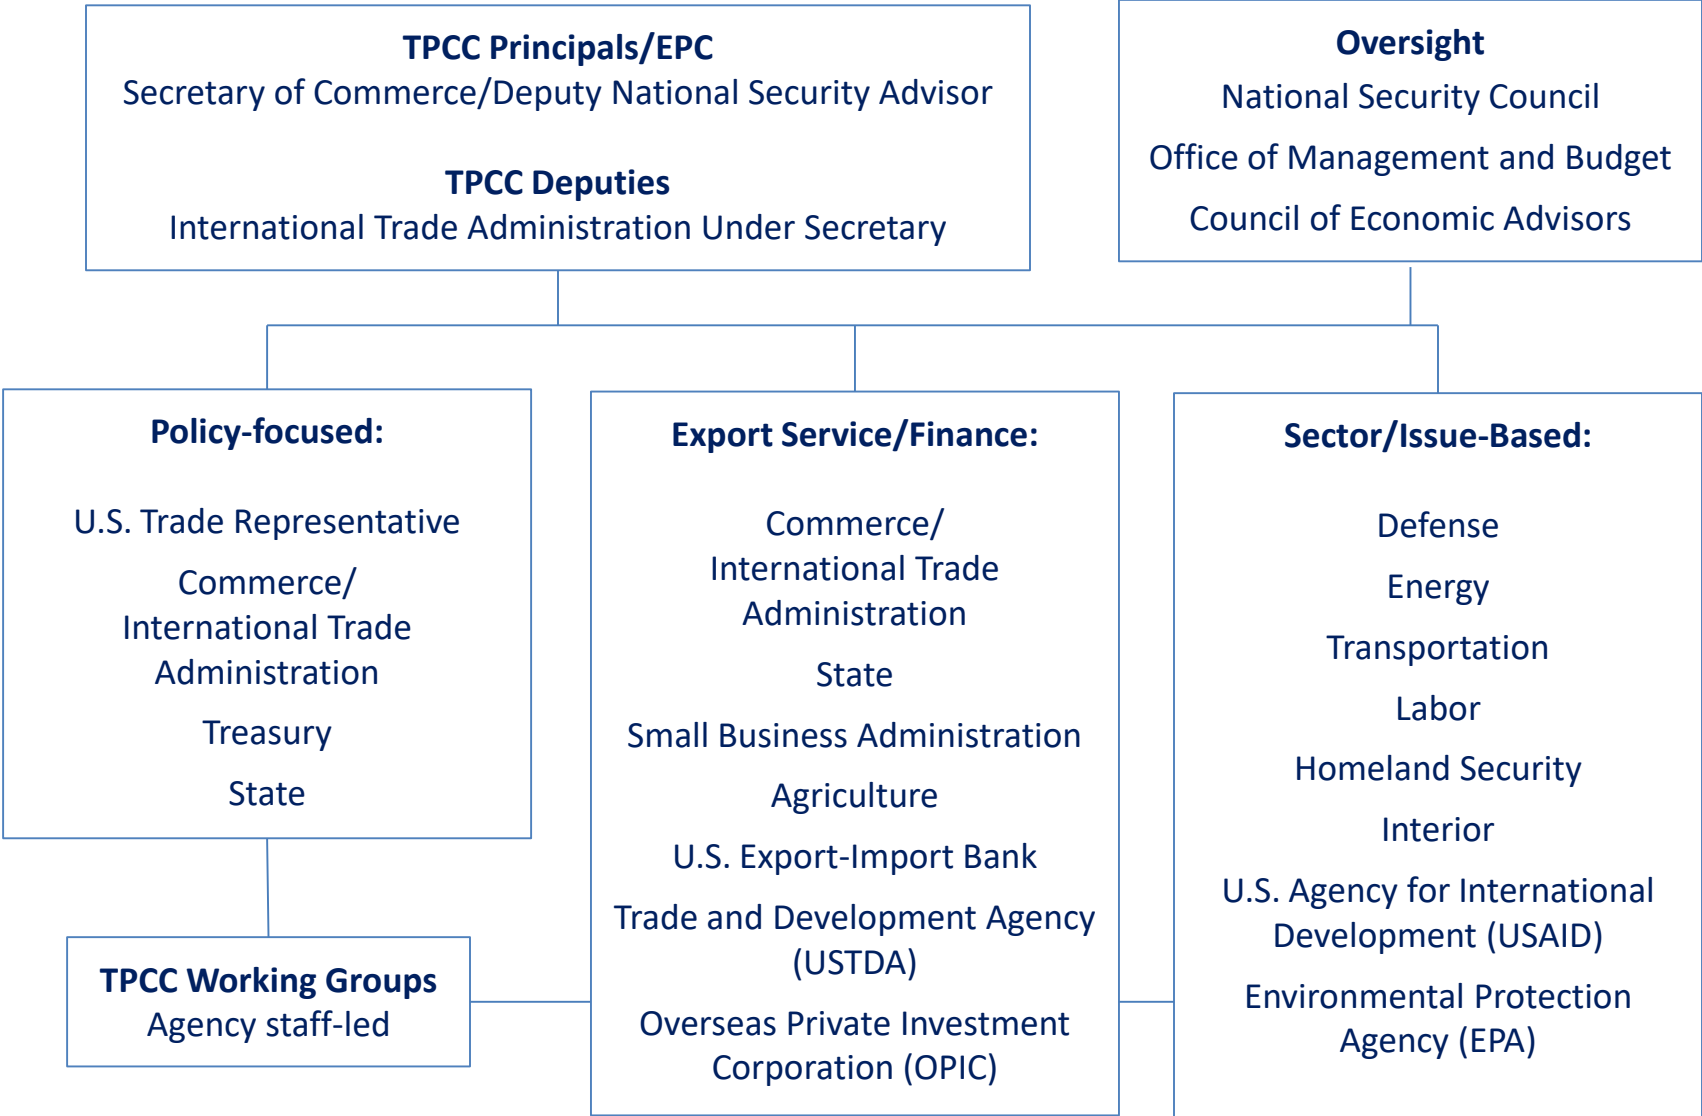 TPCC Principals/EPC
Secretary of Commerce/Deputy National Security Advisor
TPCC Deputies
International Trade Administration Under Secretary
Oversight
National Security Council
Office of Management and Budget
Council of Economic Advisors
Policy-focused:
U.S. Trade Representative
Commerce/
International Trade
Administration
Treasury
State
Export Service/Finance:
Commerce/
International Trade
Administration
State
Small Business Administration
Agriculture
U.S. Export-Import Bank
Trade and Development Agency
(USTDA)
Overseas Private Investment
Corporation (OPIC)
Sector/Issue-Based:
Defense
Energy
Transportation
Labor
Homeland Security
Interior
U.S. Agency for International
Development (USAID)
Environmental Protection
Agency (EPA)
TPCC Working Groups
Agency staff-led